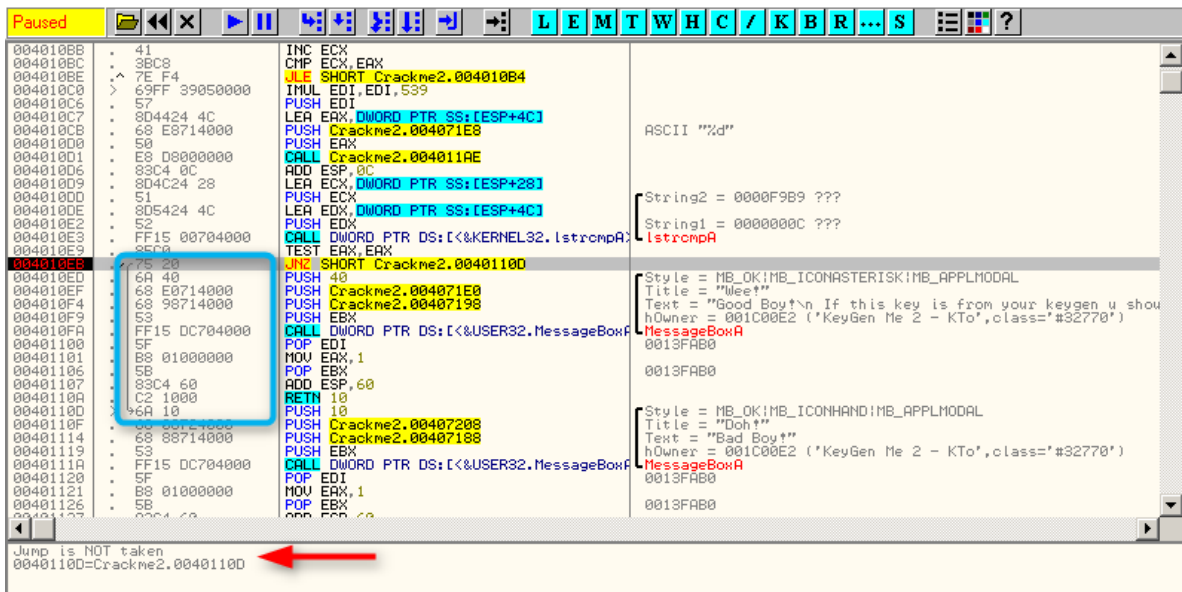 Paused L E M T W H C / K B R ... S ?
004010BB . 41 INC ECX
004010BC . 3BC8 CMP ECX,EAX
004010BE .^ 7E F4 JLE SHORT Crackme2.004010B4
004010C0 > 69FF 39050000 IMUL EDI,EDI,539
004010C6 . 57 PUSH EDI
004010C7 . 8D4424 4C LEA EAX,DWORD PTR SS:[ESP+4C]
004010CB . 68 E8714000 PUSH Crackme2.004071E8 ASCII "%d"
004010D0 . 50 PUSH EAX
004010D1 . E8 D8000000 CALL Crackme2.004011AE
004010D6 . 83C4 0C ADD ESP,0C
004010D9 . 8D4C24 28 LEA ECX,DWORD PTR SS:[ESP+28]
004010DD . 51 PUSH ECX String2 = 0000F9B9 ???
004010DE . 8D5424 4C LEA EDX,DWORD PTR SS:[ESP+4C]
004010E2 . 52 PUSH EDX String1 = 0000000C ???
004010E3 . FF15 00704000 CALL DWORD PTR DS:[<&KERNEL32.lstrcmpA> lstrcmpA
004010E9 . 85C0 TEST EAX,EAX
004010EB . 75 20 JNZ SHORT Crackme2.0040110D
004010ED . 6A 40 PUSH 40 Style = MB_OK|MB_ICONASTERISK|MB_APPLMODAL
004010EF . 68 E0714000 PUSH Crackme2.004071E0 Title = "Wee!"
004010F4 . 68 98714000 PUSH Crackme2.00407198 Text = "Good Boy!\n If this key is from your keygen u shou
004010F9 . 53 PUSH EBX hOwner = 001C00E2 ('KeyGen Me 2 - KTo',class='#32770')
004010FA . FF15 DC704000 CALL DWORD PTR DS:[<&USER32.MessageBoxA MessageBoxA
00401100 . 5F POP EDI 0013FAB0
00401101 . B8 01000000 MOV EAX,1
00401106 . 5B POP EBX 0013FAB0
00401107 . 83C4 60 ADD ESP,60
0040110A . C2 1000 RETN 10
0040110D > 6A 10 PUSH 10 Style = MB_OK|MB_ICONHAND|MB_APPLMODAL
0040110F . 68 08724000 PUSH Crackme2.00407208 Title = "Doh!"
00401114 . 68 88714000 PUSH Crackme2.00407188 Text = "Bad Boy!"
00401119 . 53 PUSH EBX hOwner = 001C00E2 ('KeyGen Me 2 - KTo',class='#32770')
0040111A . FF15 DC704000 CALL DWORD PTR DS:[<&USER32.MessageBoxA MessageBoxA
00401120 . 5F POP EDI 0013FAB0
00401121 . B8 01000000 MOV EAX,1
00401126 . 5B POP EBX 0013FAB0
Jump is NOT taken
0040110D=Crackme2.0040110D